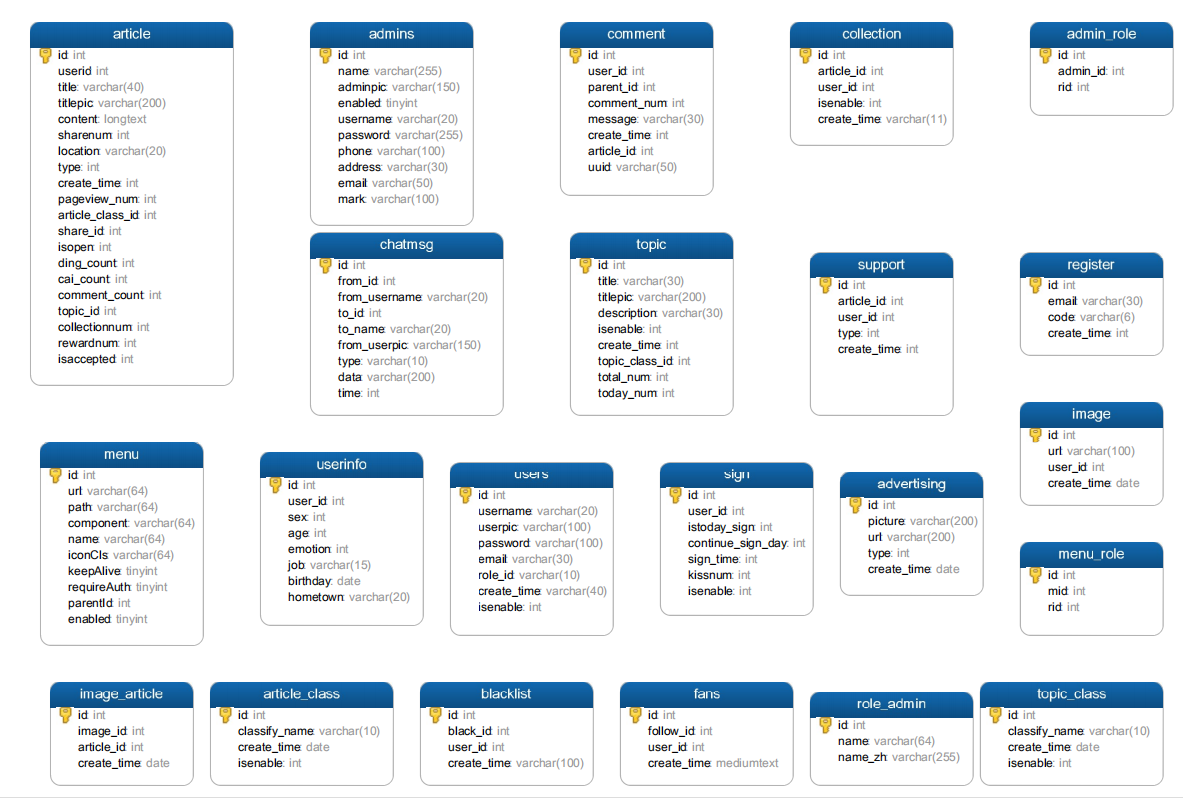 article
id: int
userid: int
title: varchar(40)
titlepic: varchar(200)
content: longtext
sharenum: int
location: varchar(20)
type: int
create_time: int
pageview_num: int
article_class_id: int
share_id: int
isopen: int
ding_count: int
cai_count: int
comment_count: int
topic_id: int
collectionnum: int
rewardnum: int
isaccepted: int
admins
id: int
name: varchar(255)
adminpic: varchar(150)
enabled: tinyint
username: varchar(20)
password: varchar(255)
phone: varchar(100)
address: varchar(30)
email: varchar(50)
mark: varchar(100)
comment
id: int
user_id: int
parent_id: int
comment_num: int
message: varchar(30)
create_time: int
article_id: int
uuid: varchar(50)
collection
id: int
article_id: int
user_id: int
isenable: int
create_time: varchar(11)
admin_role
id: int
admin_id: int
rid: int
chatmsg
id: int
from_id: int
from_username: varchar(20)
to_id: int
to_name: varchar(20)
from_userpic: varchar(150)
type: varchar(10)
data: varchar(200)
time: int
topic
id: int
title: varchar(30)
titlepic: varchar(200)
description: varchar(30)
isenable: int
create_time: int
topic_class_id: int
total_num: int
today_num: int
support
id: int
article_id: int
user_id: int
type: int
create_time: int
register
id: int
email: varchar(30)
code: varchar(6)
create_time: int
image
id: int
url: varchar(100)
user_id: int
create_time: date
menu
id: int
url: varchar(64)
path: varchar(64)
component: varchar(64)
name: varchar(64)
iconCls: varchar(64)
keepAlive: tinyint
requireAuth: tinyint
parentId: int
enabled: tinyint
userinfo
id: int
user_id: int
sex: int
age: int
emotion: int
job: varchar(15)
birthday: date
hometown: varchar(20)
users
id: int
username: varchar(20)
userpic: varchar(100)
password: varchar(100)
email: varchar(30)
role_id: varchar(10)
create_time: varchar(40)
isenable: int
sign
id: int
user_id: int
istoday_sign: int
continue_sign_day: int
sign_time: int
kissnum: int
isenable: int
advertising
id: int
picture: varchar(200)
url: varchar(200)
type: int
create_time: date
menu_role
id: int
mid: int
rid: int
image_article
id: int
image_id: int
article_id: int
create_time: date
article_class
id: int
classify_name: varchar(10)
create_time: date
isenable: int
blacklist
id: int
black_id: int
user_id: int
create_time: varchar(100)
fans
id: int
follow_id: int
user_id: int
create_time: mediumtext
role_admin
id: int
name: varchar(64)
name_zh: varchar(255)
topic_class
id: int
classify_name: varchar(10)
create_time: date
isenable: int